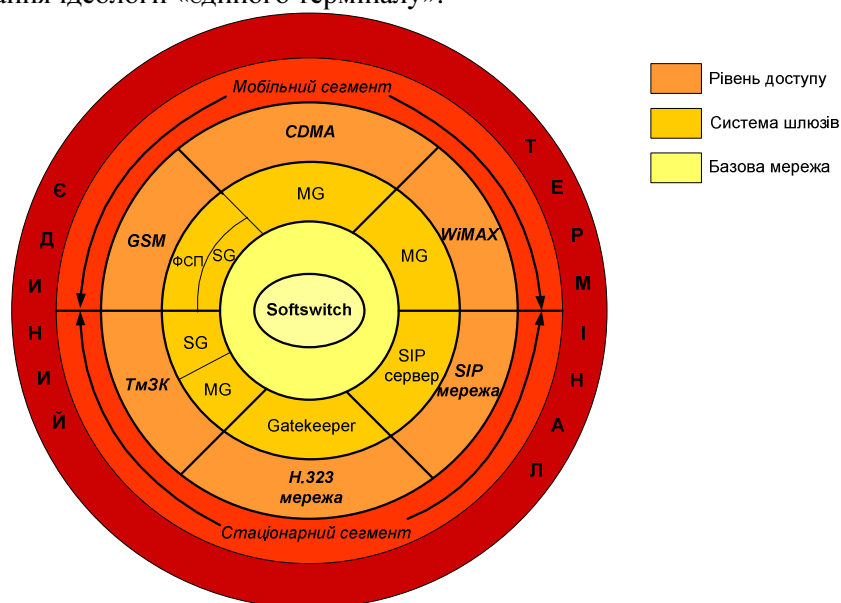 ідеології «єдиного терміналу».
Мобільний сегмент
CDMA
MG
GSM
ФСП
SG
WiMAX
MG
Softswitch
SG
MG
ТмЗК
SIP
сервер
SIP
мережа
Gatekeeper
H.323
мережа
Стаціонарний сегмент
Є
Д
И
Н
И
Й
Т
Е
Р
М
І
Н
А
Л
Рівень доступу
Система шлюзів
Базова мережа